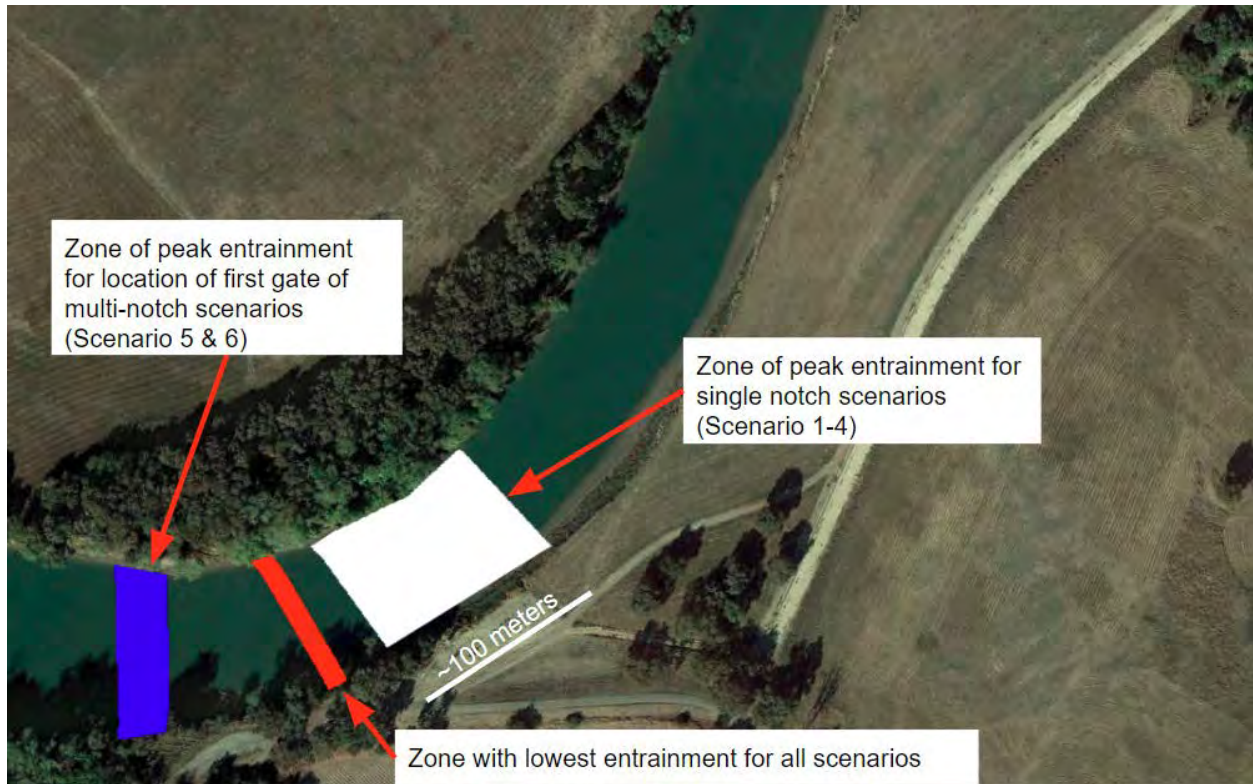 Zone of peak entrainment
for location of first gate of
multi-notch scenarios
(Scenario 5 & 6)
Zone of peak entrainment for
single notch scenarios
(Scenario 1-4)
~100 meters
Zone with lowest entrainment for all scenarios